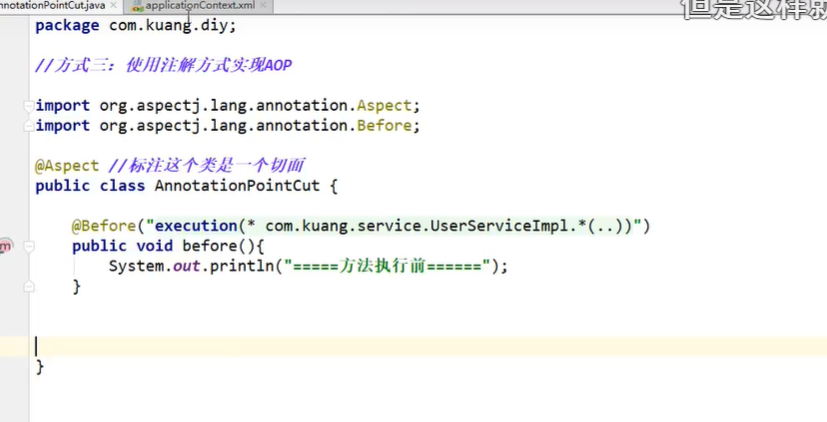 nnotationPointCut.java
applicationContext.xml
但是这样就
package com.kuang.diy;
//方式三：使用注解方式实现AOP
import org.aspectj.lang.annotation.Aspect;
import org.aspectj.lang.annotation.Before;
@Aspect //标注这个类是一个切面
public class AnnotationPointCut {
@Before("execution(* com.kuang.service.UserServiceImpl.*(..))")
public void before(){
System.out.println("=====方法执行前======");
}
}